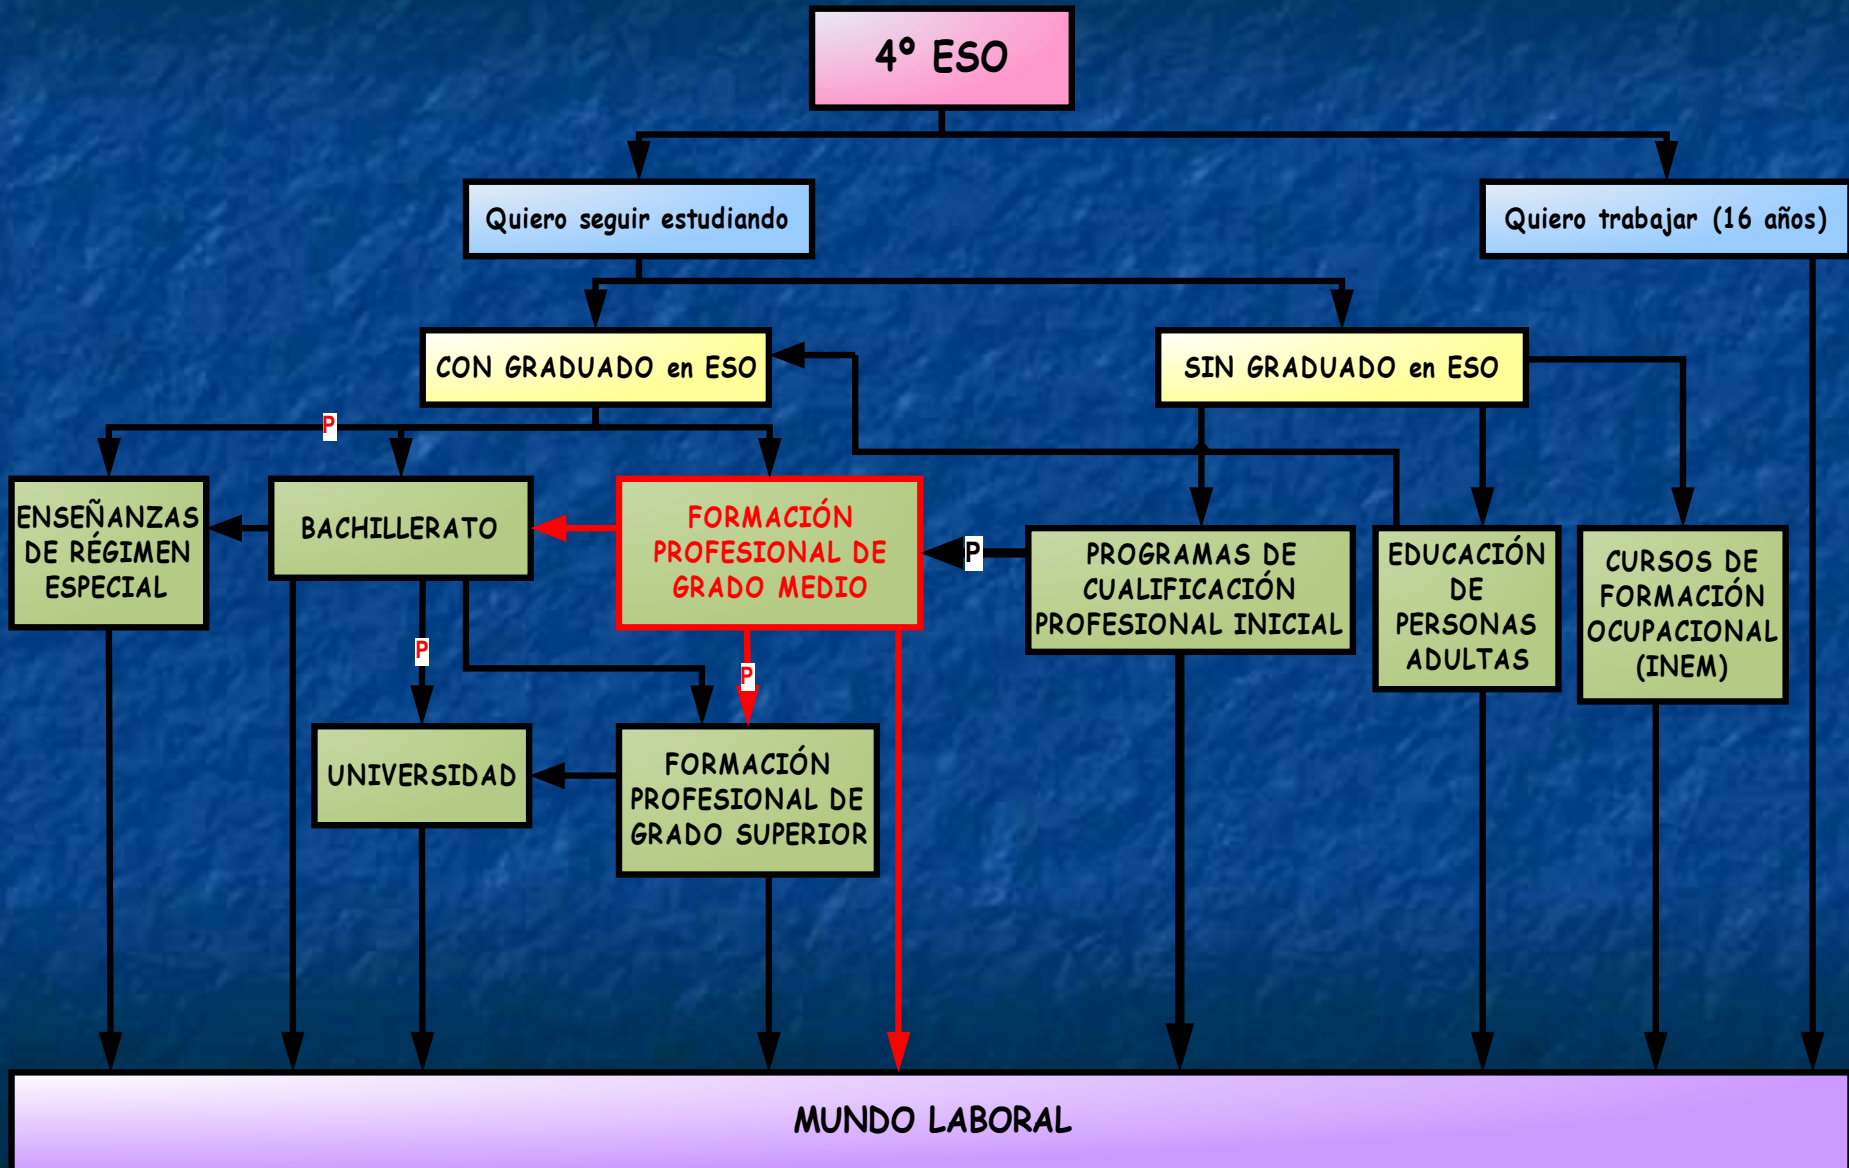 4º ESO
Quiero seguir estudiando
Quiero trabajar (16 años)
CON GRADUADO en ESO
SIN GRADUADO en ESO
P
ENSEÑANZAS
DE RÉGIMEN
ESPECIAL
BACHILLERATO
FORMACIÓN
PROFESIONAL DE
GRADO MEDIO
P
PROGRAMAS DE
CUALIFICACIÓN
PROFESIONAL INICIAL
EDUCACIÓN
DE
PERSONAS
ADULTAS
CURSOS DE
FORMACIÓN
OCUPACIONAL
(INEM)
P
P
UNIVERSIDAD
FORMACIÓN
PROFESIONAL DE
GRADO SUPERIOR
MUNDO LABORAL